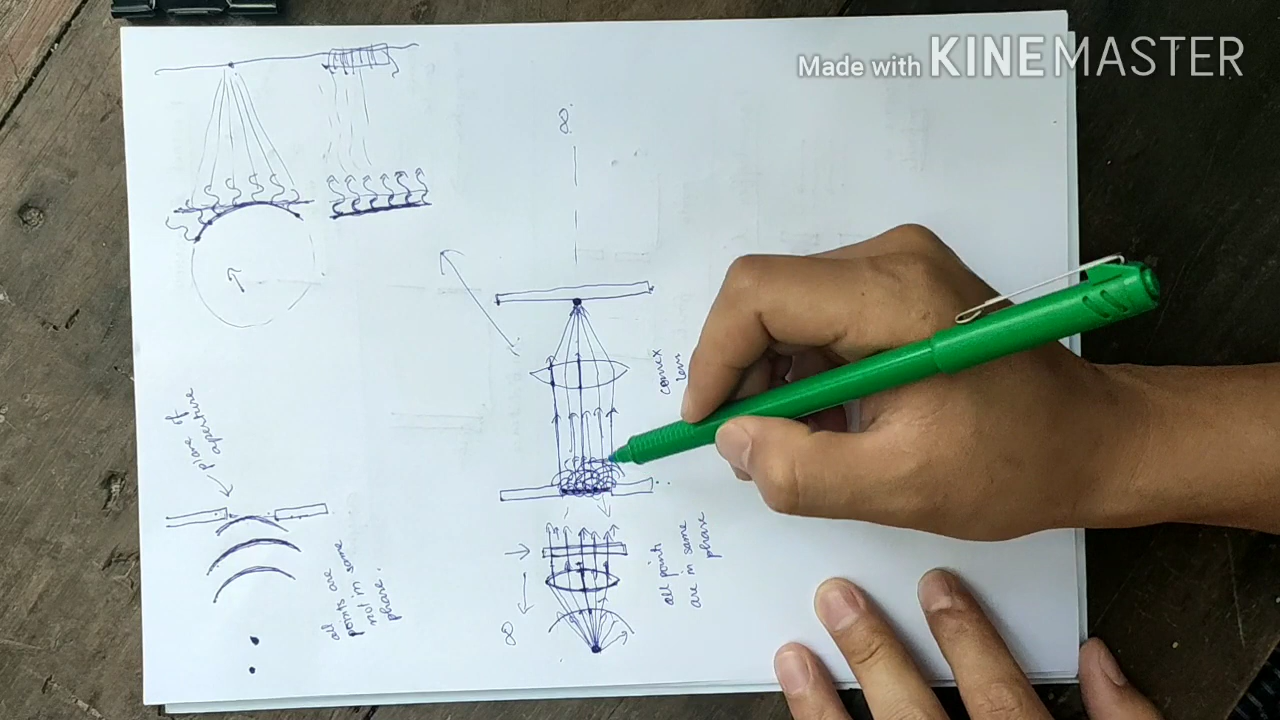 Made with KINEMASTER
∞
∞
plane of
aperture
convex
lens
all points
are not in same
phase.
all points
are in same
phase